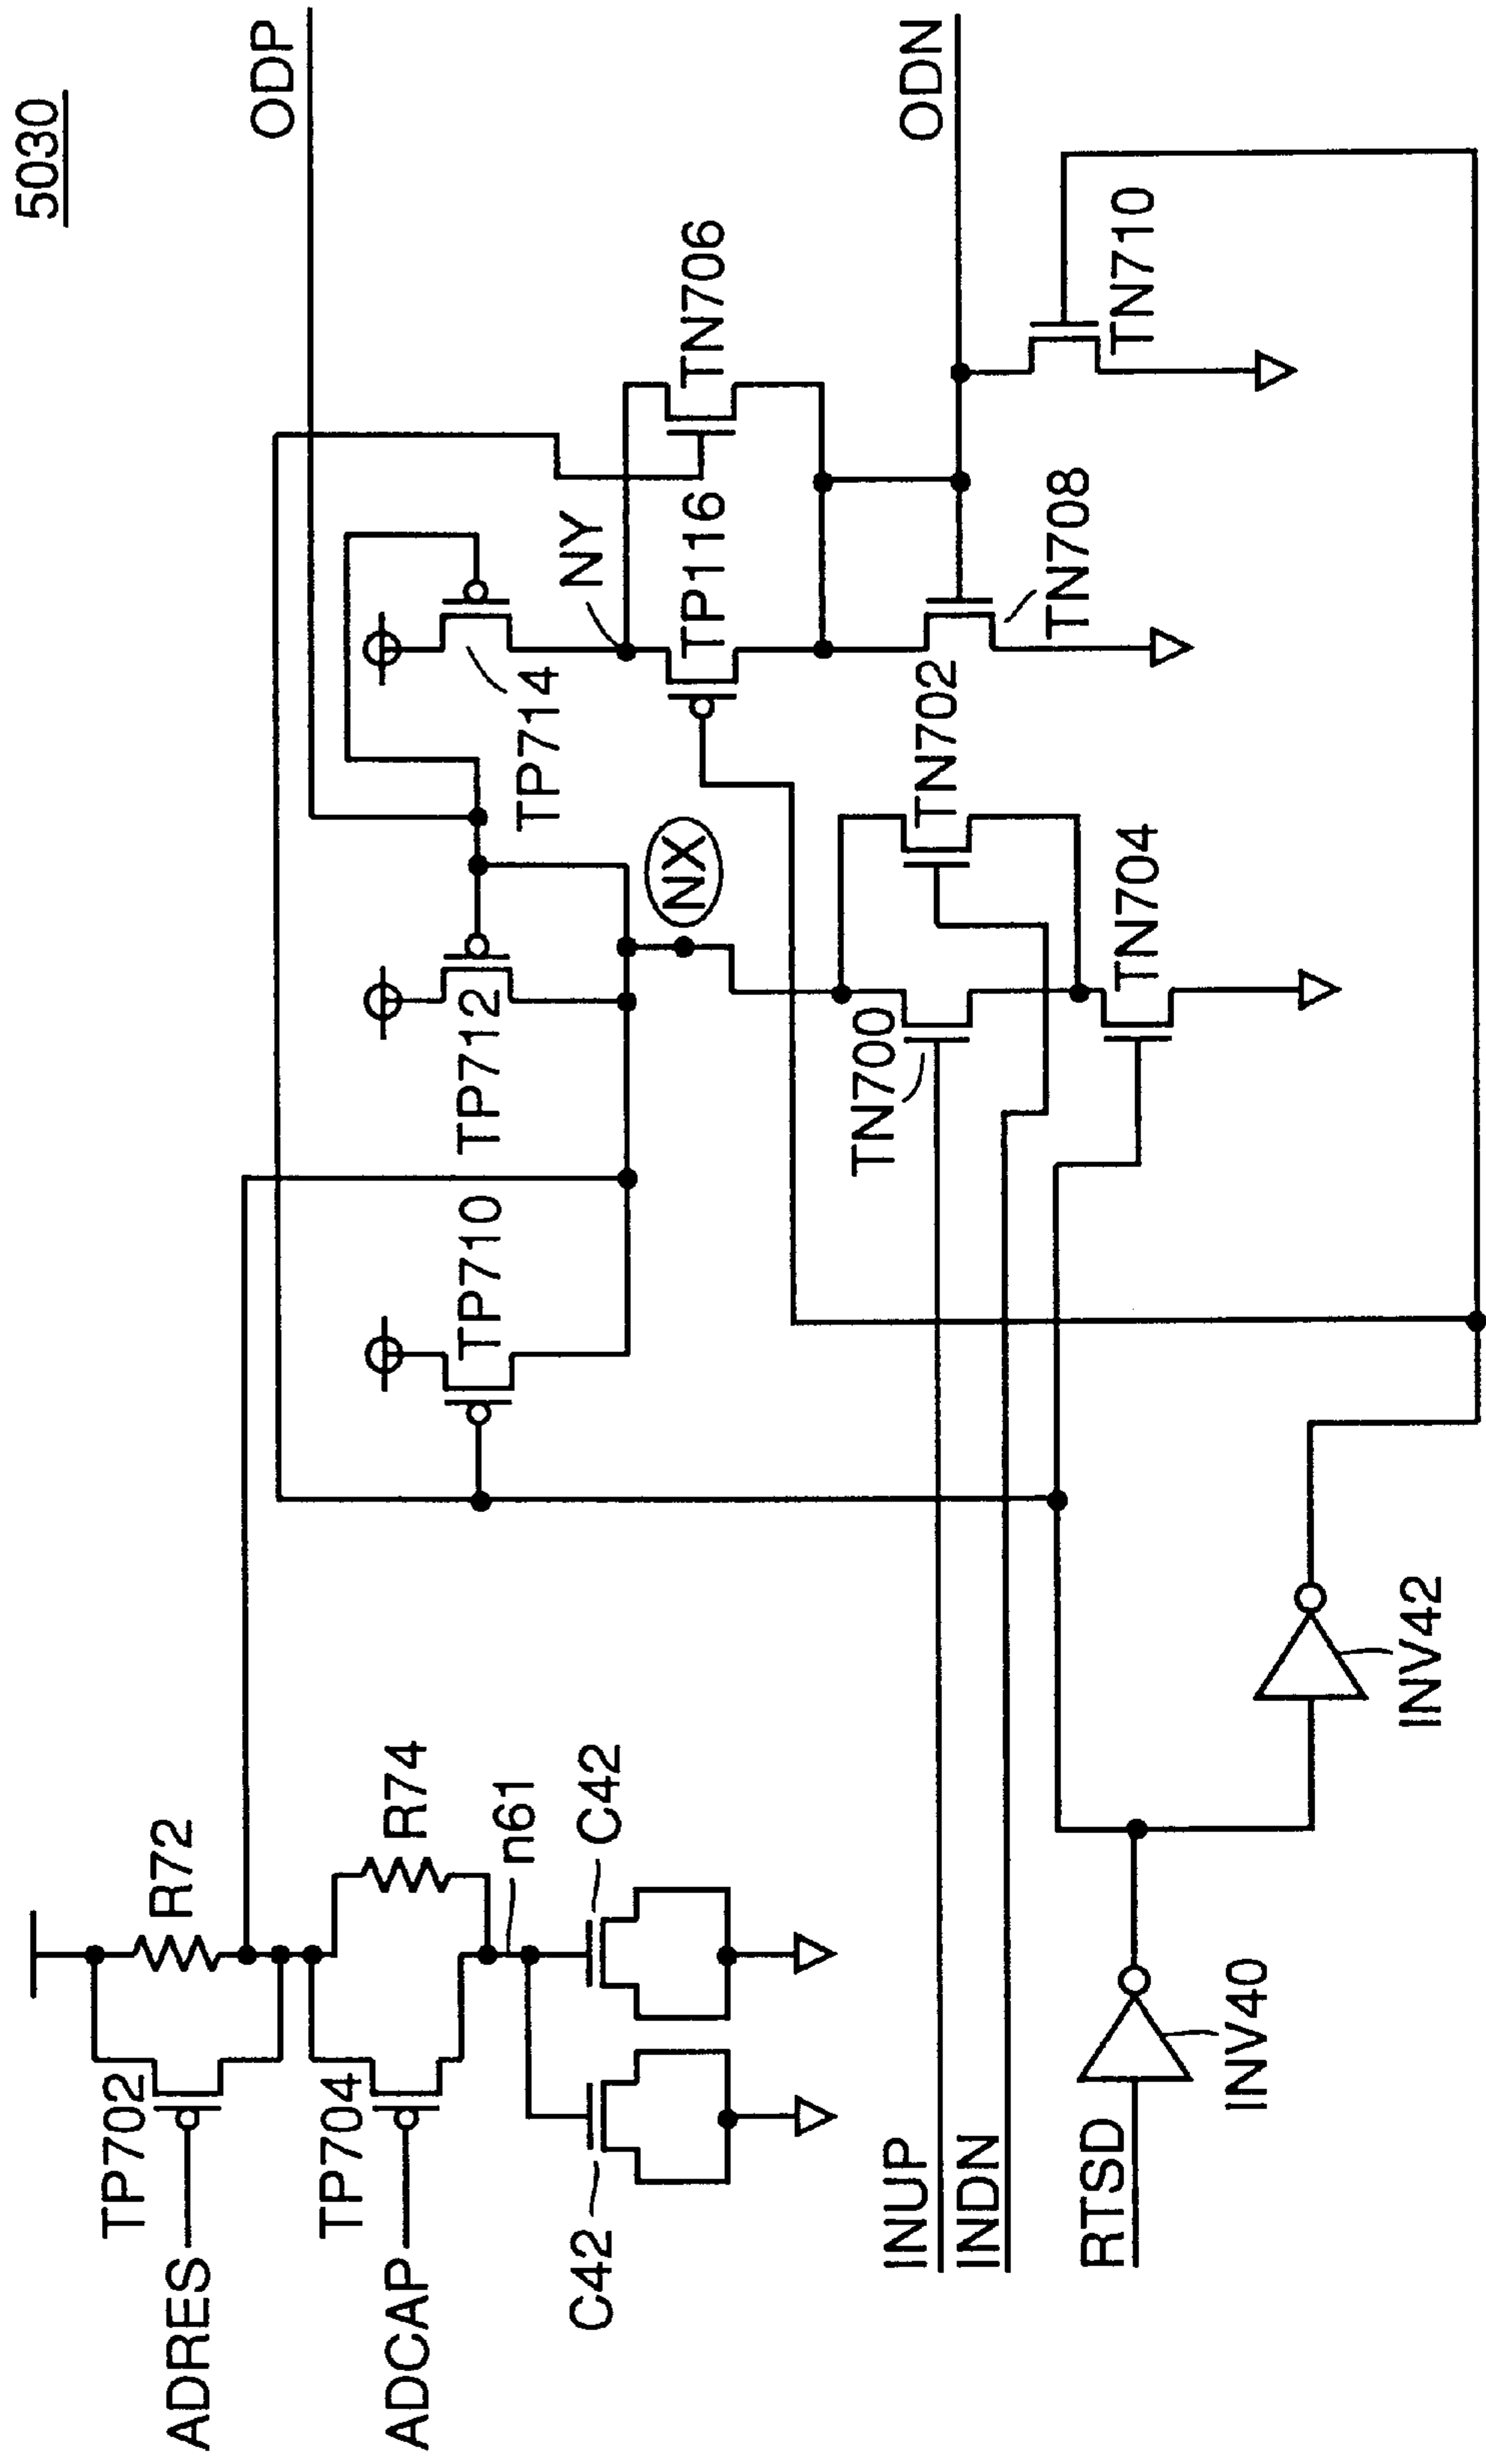 5030
ODP
ODN
TN706
TN710
NY
TP116
TN708
TP714
TN702
NX
TP712
TN704
TN700
TP710
R72
R74
n61
C42
INV42
TP702
TP704
C42
INV40
ADRES
ADCAP
INUP
INDN
RTSD